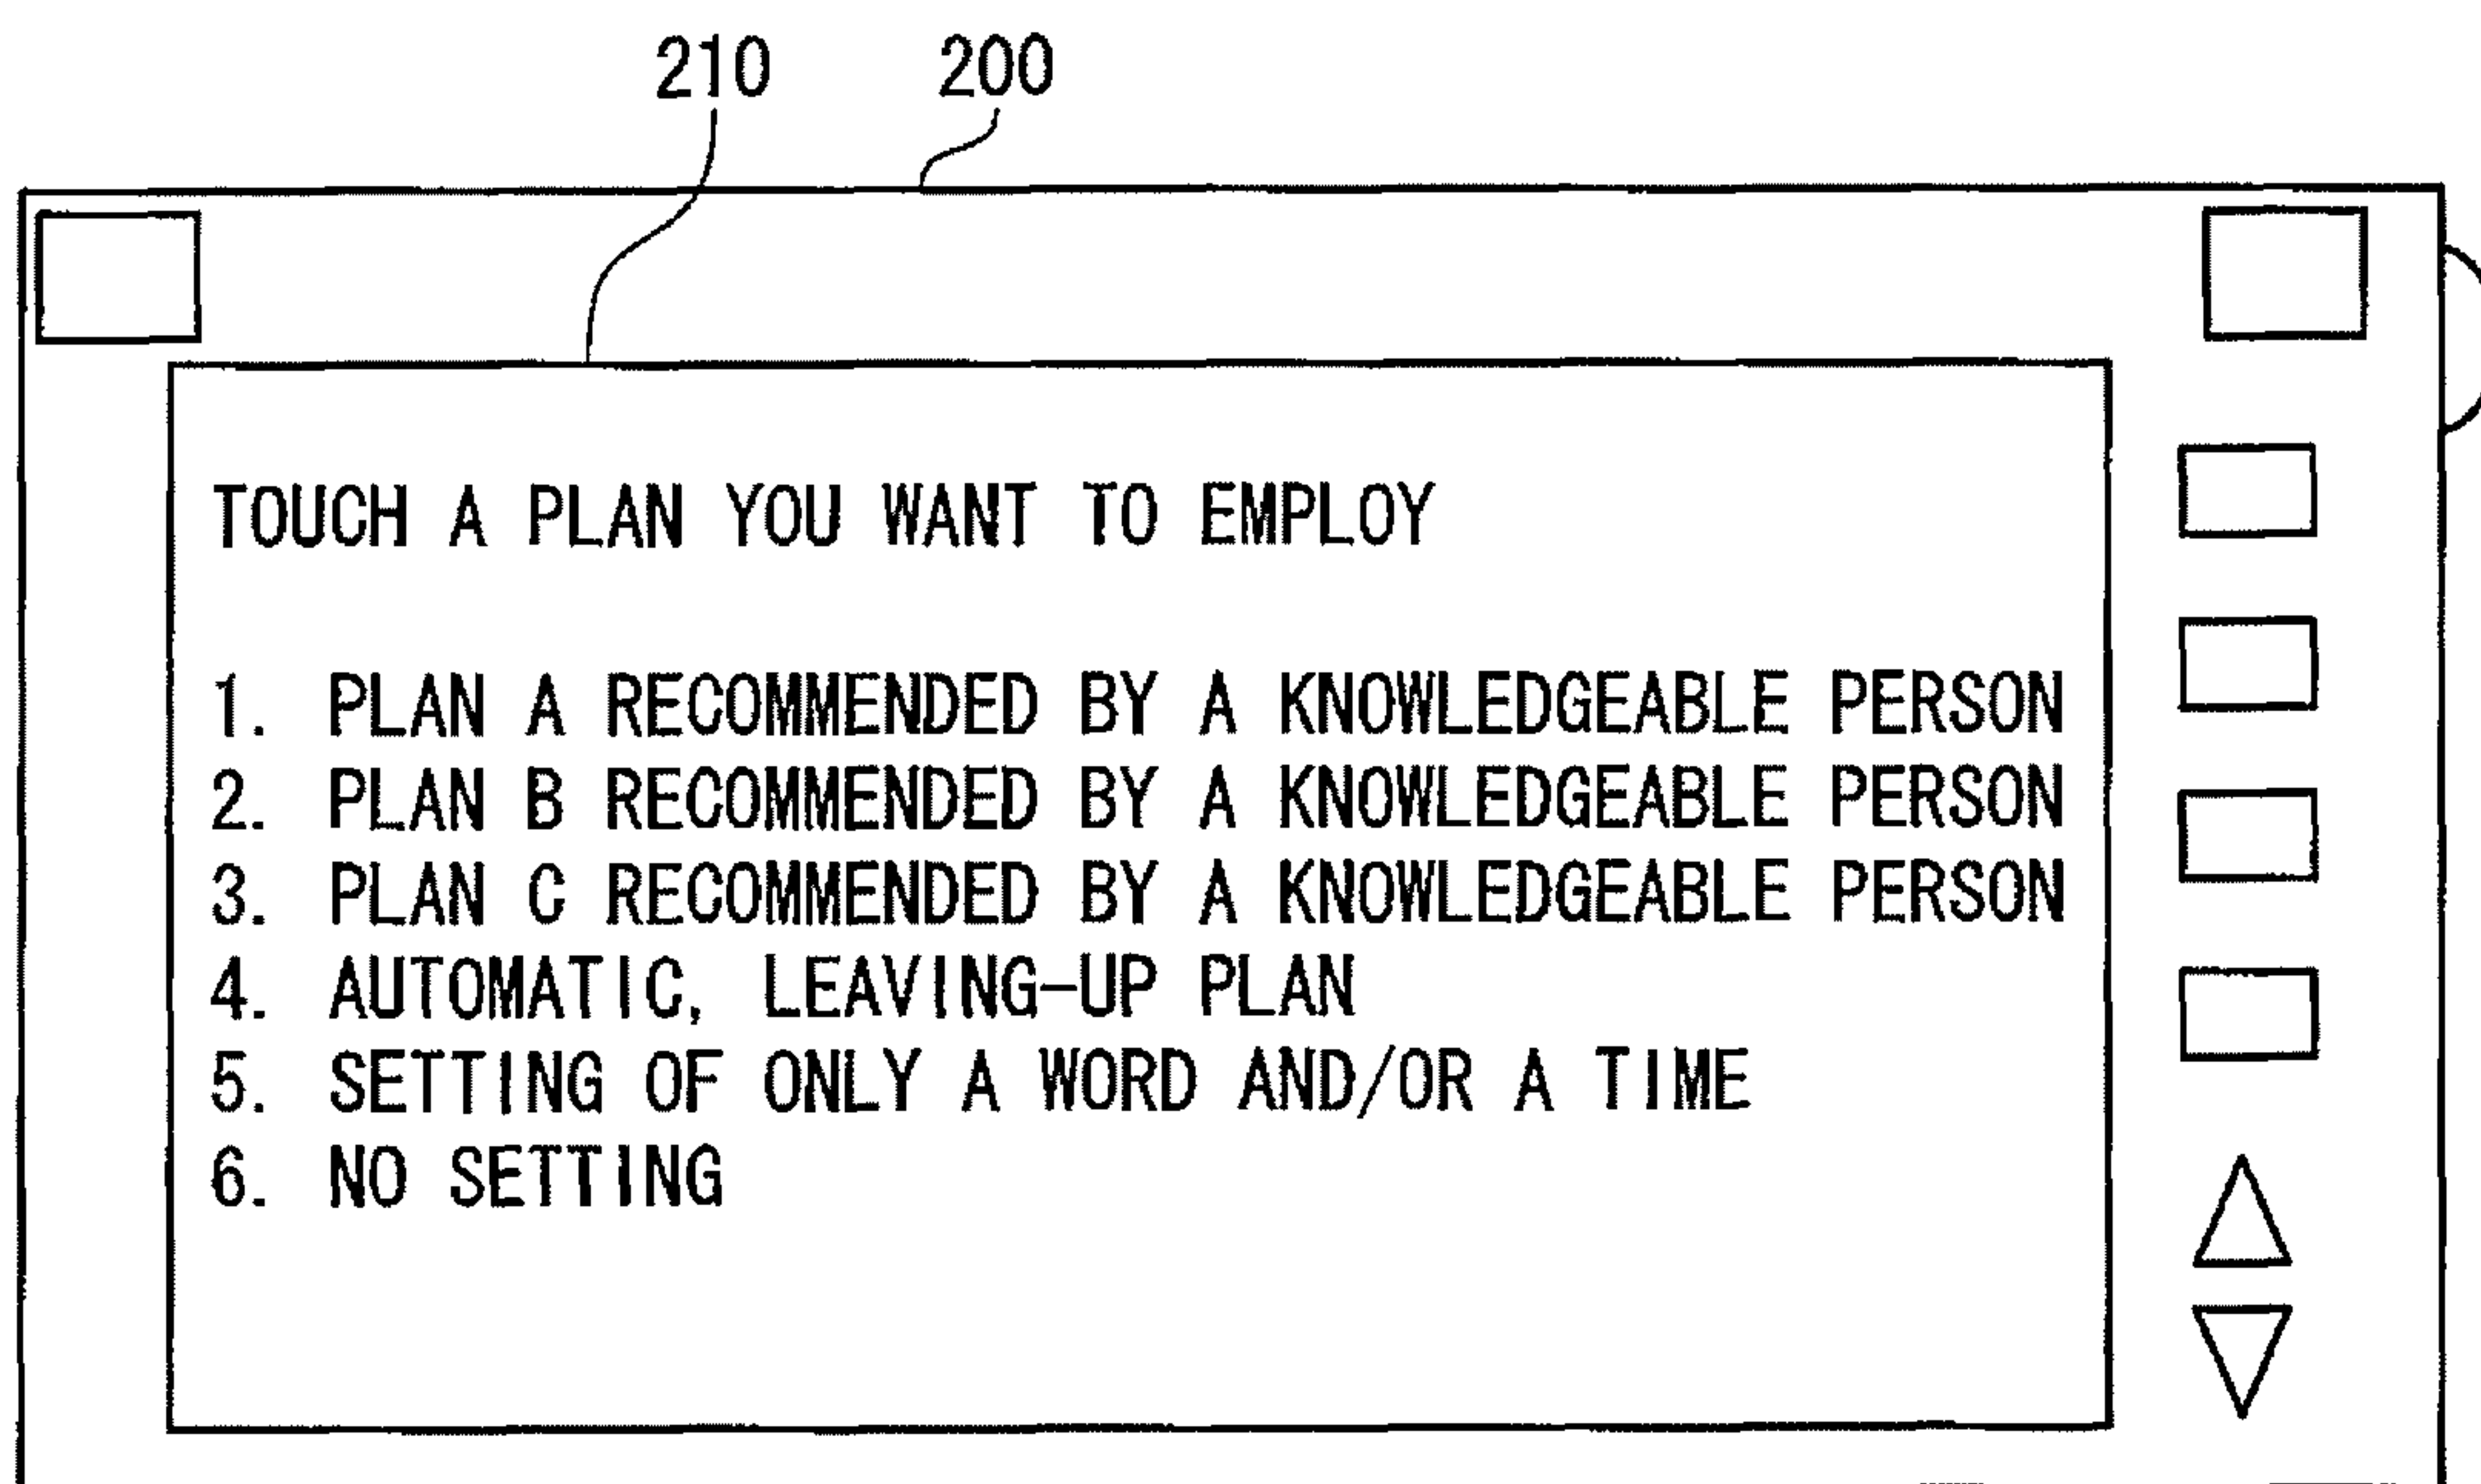 210 200
TOUCH A PLAN YOU WANT TO EMPLOY
1. PLAN A RECOMMENDED BY A KNOWLEDGEABLE PERSON
2. PLAN B RECOMMENDED BY A KNOWLEDGEABLE PERSON
3. PLAN C RECOMMENDED BY A KNOWLEDGEABLE PERSON
4. AUTOMATIC, LEAVING-UP PLAN
5. SETTING OF ONLY A WORD AND/OR A TIME
6. NO SETTING